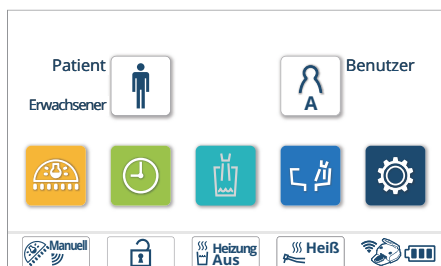 Patient
Erwachsener
Benutzer
A
Manuell
Heizung
Aus
Heiß